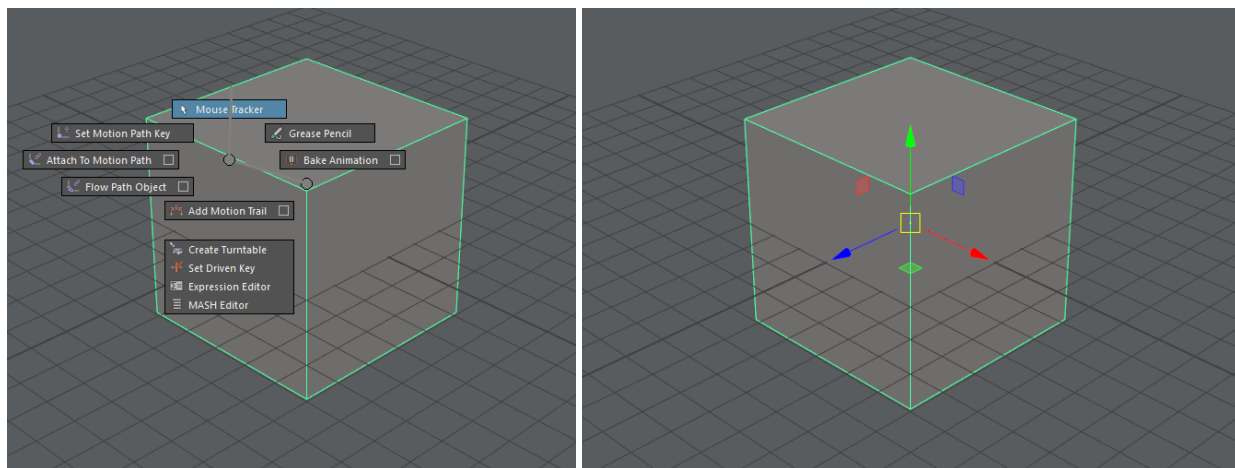 Mouse Tracker
Set Motion Path Key
Grease Pencil
Attach To Motion Path
Bake Animation
Flow Path Object
Add Motion Trail
Create Turntable
Set Driven Key
Expression Editor
MASH Editor